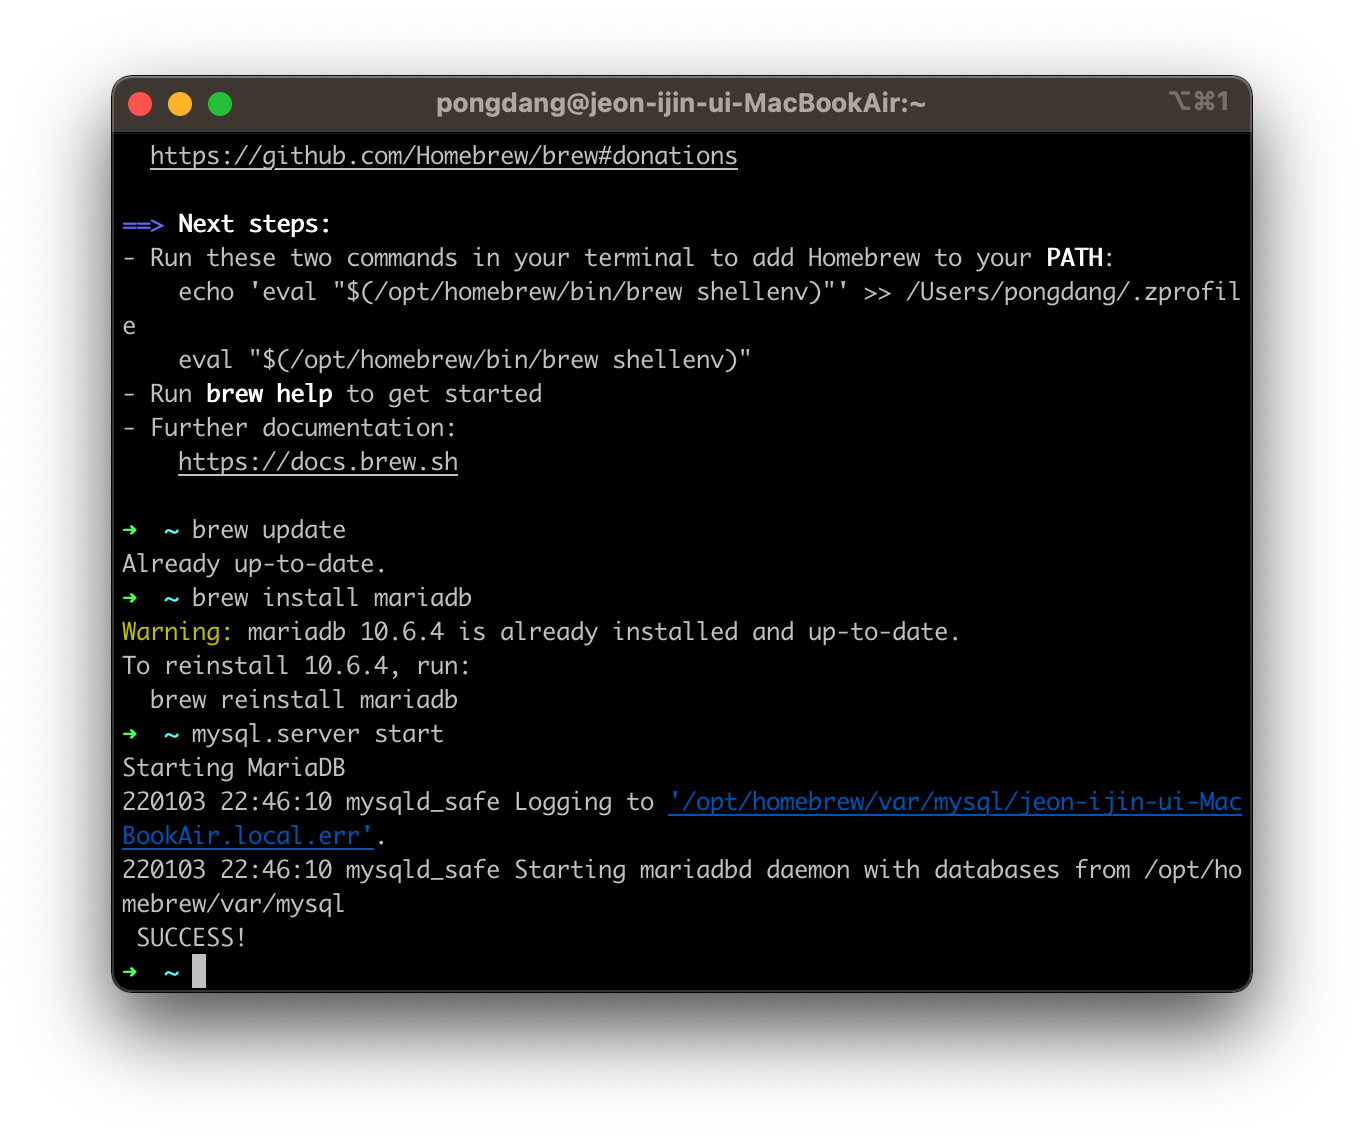 pongdang@jeon-ijin-ui-MacBookAir:~ ⌥⌘1
https://github.com/Homebrew/brew#donations
==> Next steps:
- Run these two commands in your terminal to add Homebrew to your PATH:
echo 'eval "$(/opt/homebrew/bin/brew shellenv)"' >> /Users/pongdang/.zprofil
e
eval "$(/opt/homebrew/bin/brew shellenv)"
- Run brew help to get started
- Further documentation:
https://docs.brew.sh
➜ ~ brew update
Already up-to-date.
➜ ~ brew install mariadb
Warning: mariadb 10.6.4 is already installed and up-to-date.
To reinstall 10.6.4, run:
brew reinstall mariadb
➜ ~ mysql.server start
Starting MariaDB
220103 22:46:10 mysqld_safe Logging to '/opt/homebrew/var/mysql/jeon-ijin-ui-Mac
BookAir.local.err'.
220103 22:46:10 mysqld_safe Starting mariadbd daemon with databases from /opt/ho
mebrew/var/mysql
SUCCESS!
➜ ~